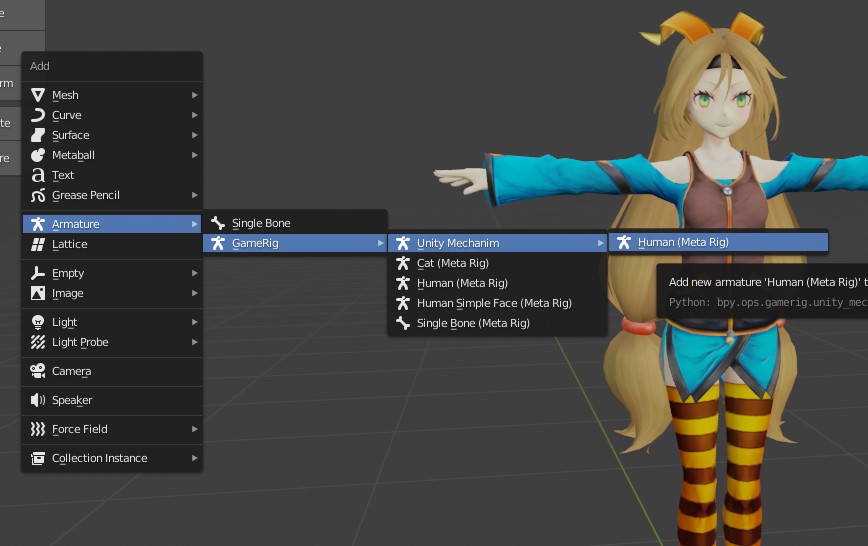 e
e
rm
te
re
Add
Mesh
Curve
Surface
Metaball
Text
Grease Pencil
Armature
Lattice
Empty
Image
Light
Light Probe
Camera
Speaker
Force Field
Collection Instance
Single Bone
GameRig
Unity Mechanim
Cat (Meta Rig)
Human (Meta Rig)
Human Simple Face (Meta Rig)
Single Bone (Meta Rig)
Human (Meta Rig)
Add new armature 'Human (Meta Rig)' t
Python: bpy.ops.gamerig.unity_mec